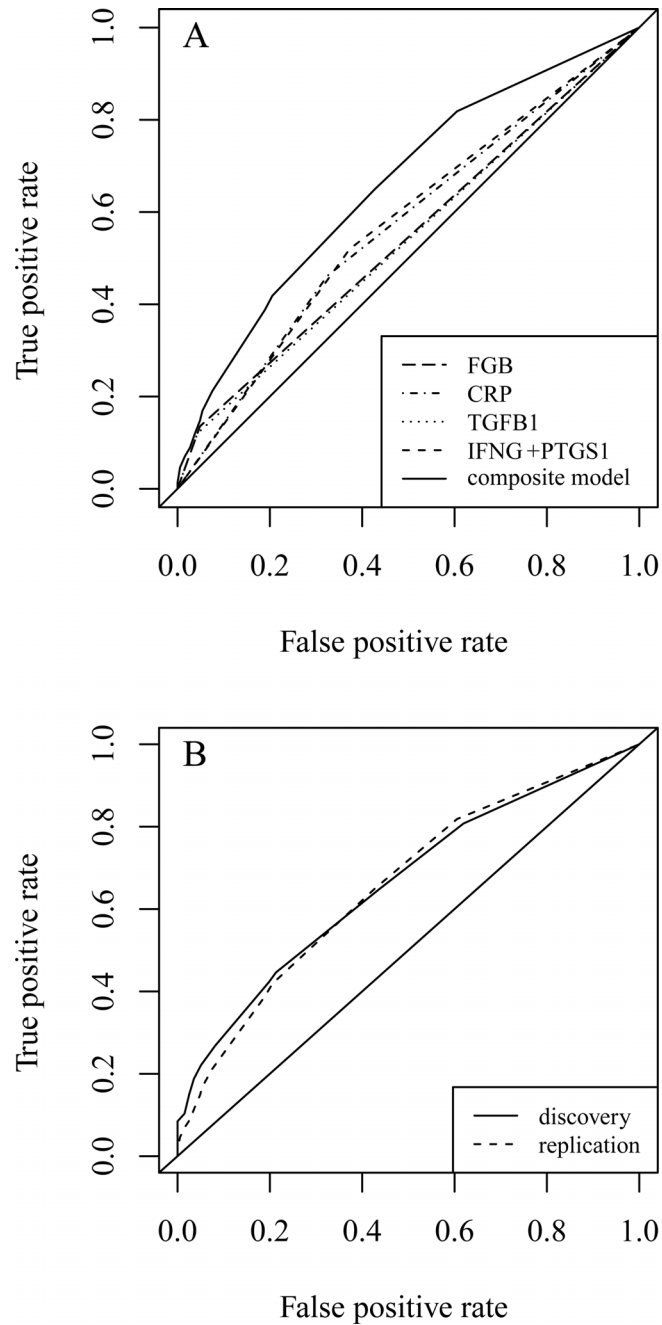 A
1.0
0.8
0.6
0.4
0.2
0.0
True positive rate
FGB
CRP
TGFB1
IFNG+PTGS1
composite model
0.0 0.2 0.4 0.6 0.8 1.0
False positive rate
B
1.0
0.8
0.6
0.4
0.2
0.0
True positive rate
discovery
replication
0.0 0.2 0.4 0.6 0.8 1.0
False positive rate